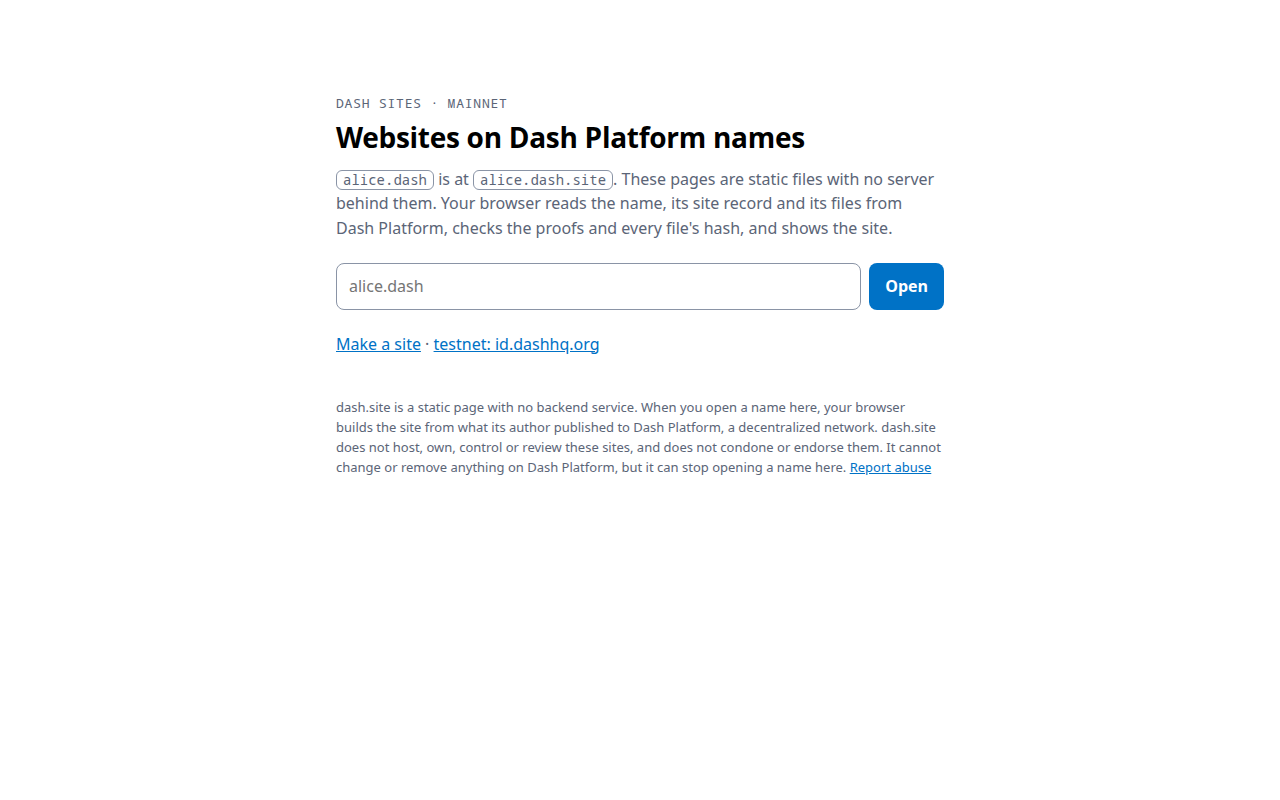 DASH SITES · MAINNET
Websites on Dash Platform names
alice.dash is at alice.dash.site. These pages are static files with no server
behind them. Your browser reads the name, its site record and its files from
Dash Platform, checks the proofs and every file's hash, and shows the site.
alice.dash
Open
Make a site · testnet: id.dashhq.org
dash.site is a static page with no backend service. When you open a name here, your browser
builds the site from what its author published to Dash Platform, a decentralized network. dash.site
does not host, own, control or review these sites, and does not condone or endorse them. It cannot
change or remove anything on Dash Platform, but it can stop opening a name here. Report abuse